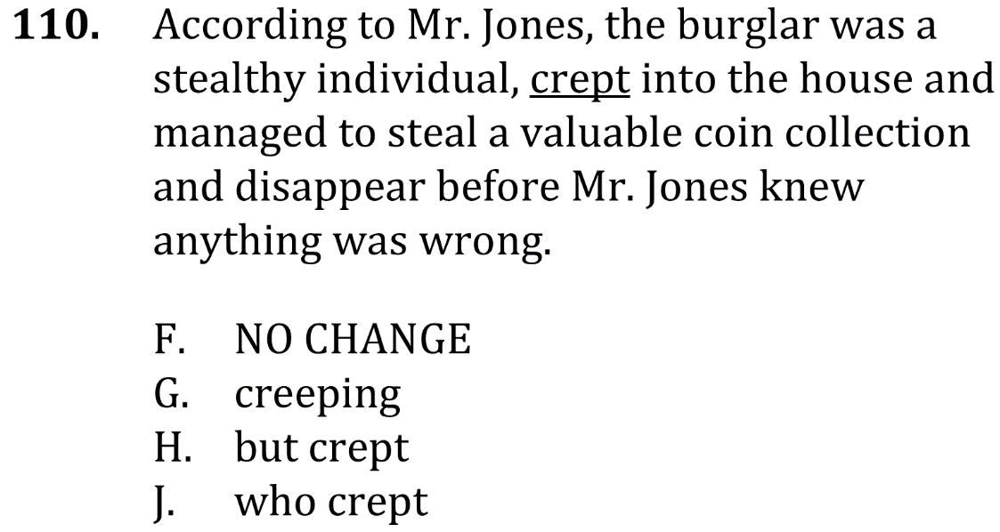 110. According to Mr. Jones, the burglar was a
stealthy individual, crept into the house and
managed to steal a valuable coin collection
and disappear before Mr. Jones knew
anything was wrong.
F. NO CHANGE
G. creeping
H. but crept
J. who crept